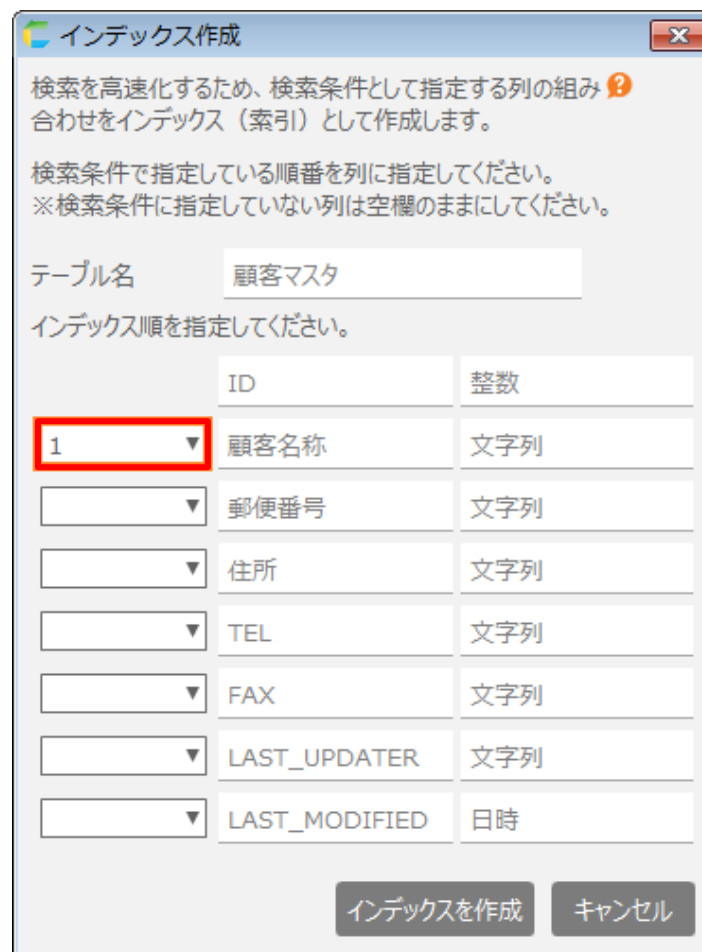 インデックス作成
検索を高速化するため、検索条件として指定する列の組み
合わせをインデックス（索引）として作成します。
検索条件で指定している順番を列に指定してください。
※検索条件に指定していない列は空欄のままにしてください。
テーブル名 顧客マスタ
インデックス順を指定してください。
ID 整数
1 顧客名称 文字列
郵便番号 文字列
住所 文字列
TEL 文字列
FAX 文字列
LAST_UPDATER 文字列
LAST_MODIFIED 日時
インデックスを作成 キャンセル